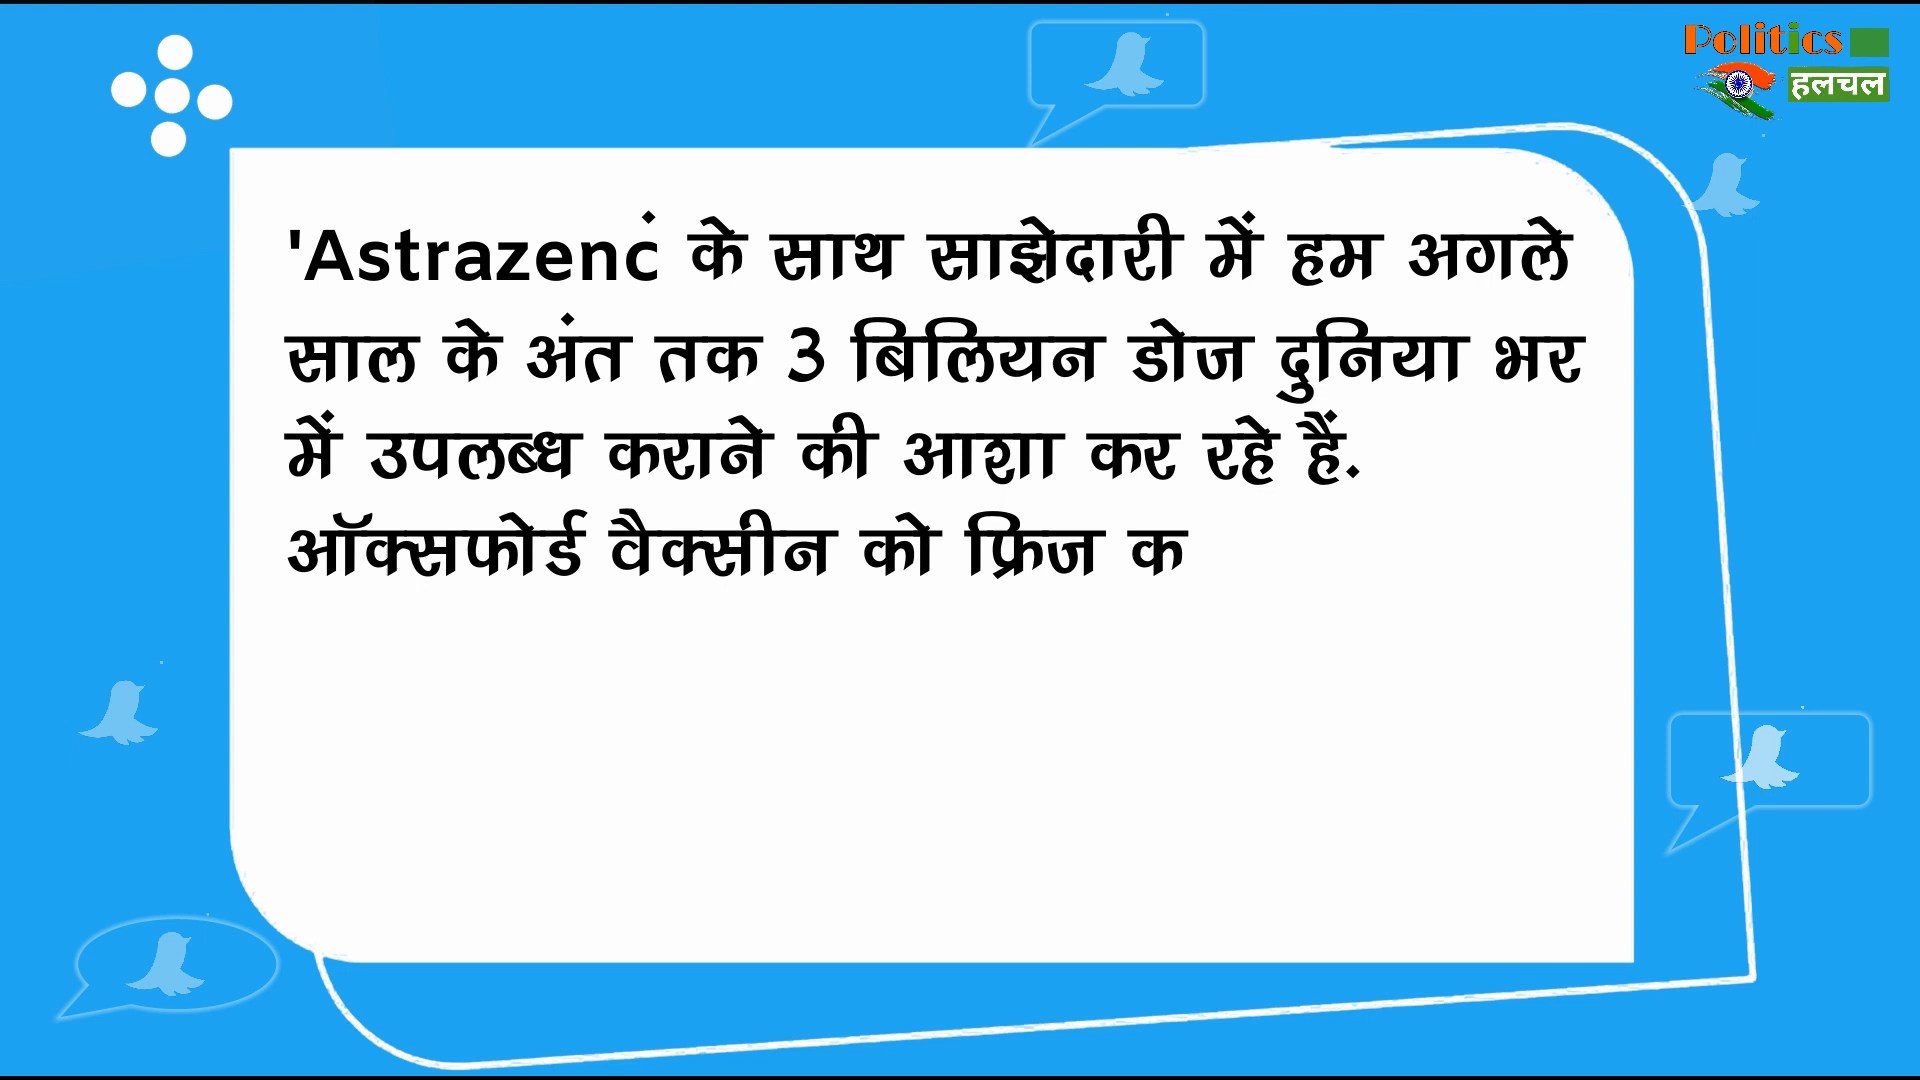 Politics
हलचल
'Astrazencं के साथ साझेदारी में हम अगले
साल के अंत तक 3 बिलियन डोज दुनिया भर
में उपलब्ध कराने की आशा कर रहे हैं.
ऑक्सफोर्ड वैक्सीन को फ्रिज क